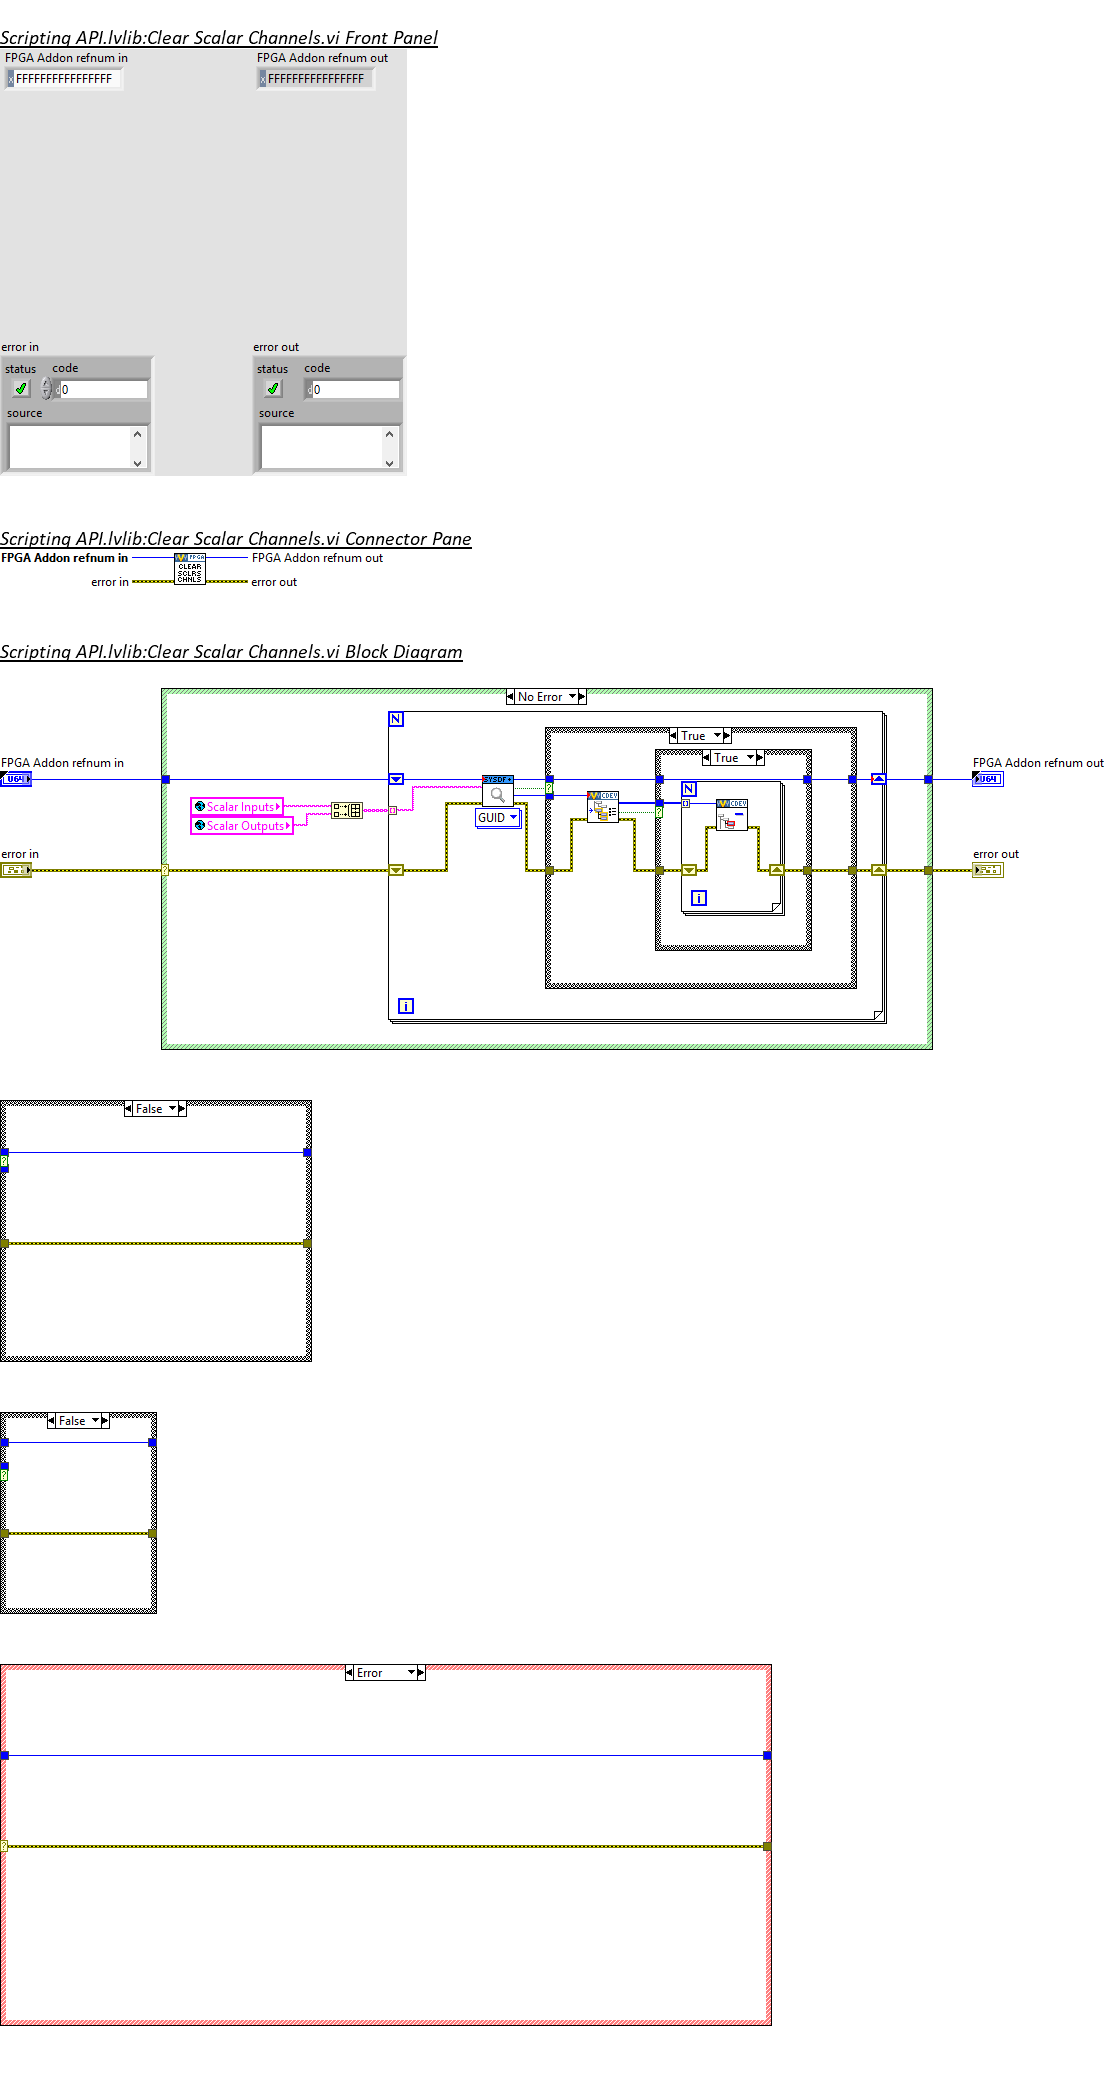 Scripting API.lvlib:Clear Scalar Channels.vi Front Panel
FPGA Addon refnum in
FPGA Addon refnum out
x FFFFFFFFFFFFFFFF
x FFFFFFFFFFFFFFFF
error in
error out
status code
status code
0
0
source
source
Scripting API.lvlib:Clear Scalar Channels.vi Connector Pane
FPGA Addon refnum in
FPGA Addon refnum out
FPGA
CLEAR
SCLRS
CHNLS
error in
error out
Scripting API.lvlib:Clear Scalar Channels.vi Block Diagram
No Error
N
True
True
FPGA Addon refnum in
FPGA Addon refnum out
U64
SYSDF
U64
N
Scalar Inputs
CDEV
CDEV
Scalar Outputs
GUID
?
?
error in
error out
?
i
i
False
?
False
?
Error
?